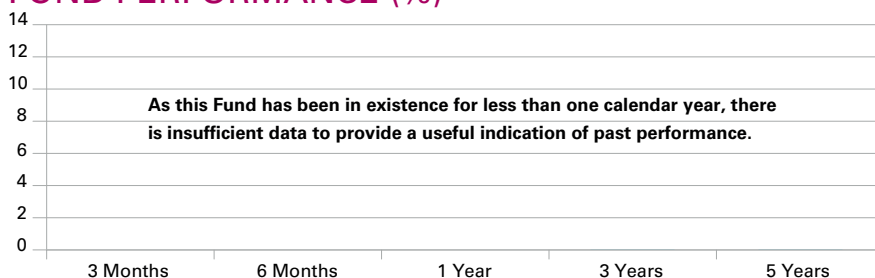 FUND PERFORMANCE (%)
14
12
10
8
6
4
2
0
As this Fund has been in existence for less than one calendar year, there
is insufficient data to provide a useful indication of past performance.
3 Months 6 Months 1 Year 3 Years 5 Years